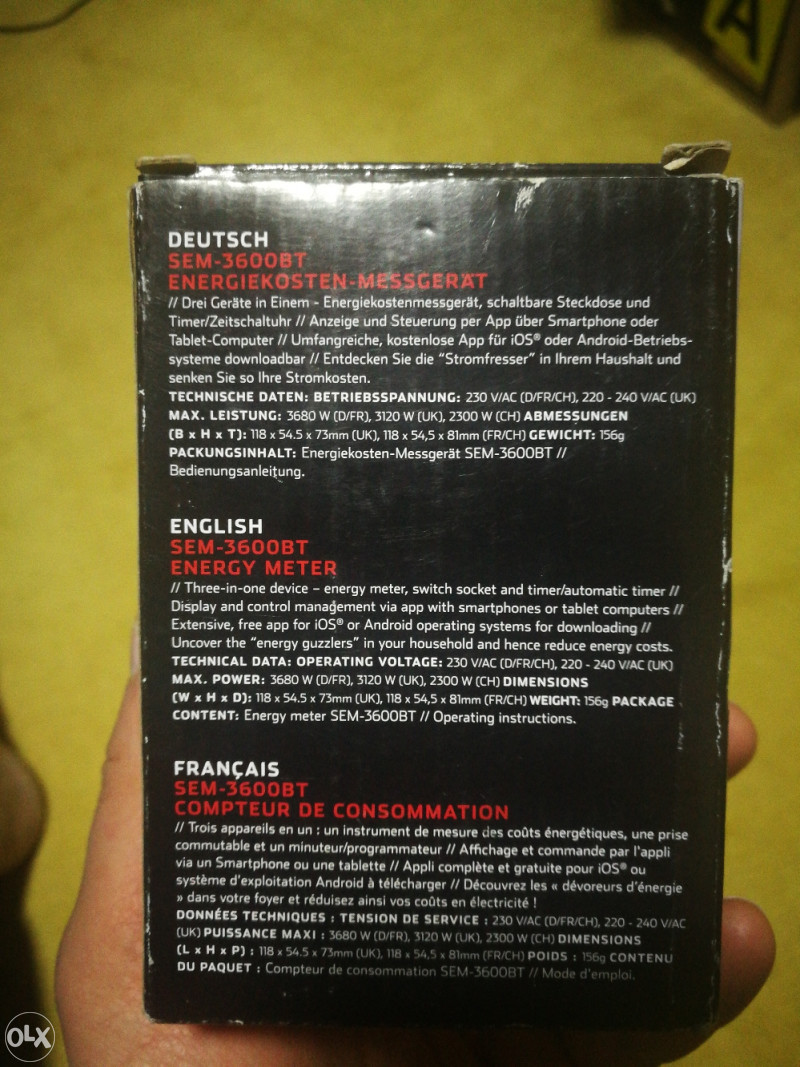 A
DEUTSCH
SEM-3600BT
ENERGIEKOSTEN-MESSGERÄT
// Drei Geräte in Einem - Energiekostenmessgerät, schaltbare Steckdose und
Timer/Zeitschaltuhr // Anzeige und Steuerung per App über Smartphone oder
Tablet-Computer // Umfangreiche, kostenlose App für iOS® oder Android-Betriebs-
systeme downloadbar // Entdecken Sie die “Stromfresser” in Ihrem Haushalt und
senken Sie so Ihre Stromkosten.
TECHNISCHE DATEN: BETRIEBSSPANNUNG: 230 V/AC (D/FR/CH), 220 - 240 V/AC (UK)
MAX. LEISTUNG: 3680 W (D/FR), 3120 W (UK), 2300 W (CH) ABMESSUNGEN
(B x H x T): 118 x 54.5 x 73mm (UK), 118 x 54,5 x 81mm (FR/CH) GEWICHT: 156g
PACKUNGSINHALT: Energiekosten-Messgerät SEM-3600BT //
Bedienungsanleitung.
ENGLISH
SEM-3600BT
ENERGY METER
// Three-in-one device – energy meter, switch socket and timer/automatic timer //
Display and control management via app with smartphones or tablet computers //
Extensive, free app for iOS® or Android operating systems for downloading //
Uncover the “energy guzzlers” in your household and hence reduce energy costs.
TECHNICAL DATA: OPERATING VOLTAGE: 230 V/AC (D/FR/CH), 220 - 240 V/AC (UK)
MAX. POWER: 3680 W (D/FR), 3120 W (UK), 2300 W (CH) DIMENSIONS
(W x H x D): 118 x 54.5 x 73mm (UK), 118 x 54,5 x 81mm (FR/CH) WEIGHT: 156g PACKAGE
CONTENT: Energy meter SEM-3600BT // Operating instructions.
FRANÇAIS
SEM-3600BT
COMPTEUR DE CONSOMMATION
// Trois appareils en un : un instrument de mesure des coûts énergétiques, une prise
commutable et un minuteur/programmateur // Affichage et commande par l'appli
via un Smartphone ou une tablette // Appli complète et gratuite pour iOS® ou
système d'exploitation Android à télécharger // Découvrez les « dévoreurs d'énergie
» dans votre foyer et réduisez ainsi vos coûts en électricité !
DONNÉES TECHNIQUES : TENSION DE SERVICE : 230 V/AC (D/FR/CH), 220 - 240 V/AC
(UK) PUISSANCE MAXI : 3680 W (D/FR), 3120 W (UK), 2300 W (CH) DIMENSIONS
(L x H x P) : 118 x 54.5 x 73mm (UK), 118 x 54,5 x 81mm (FR/CH) POIDS : 156g CONTENU
DU PAQUET : Compteur de consommation SEM-3600BT // Mode d'emploi.
OLX